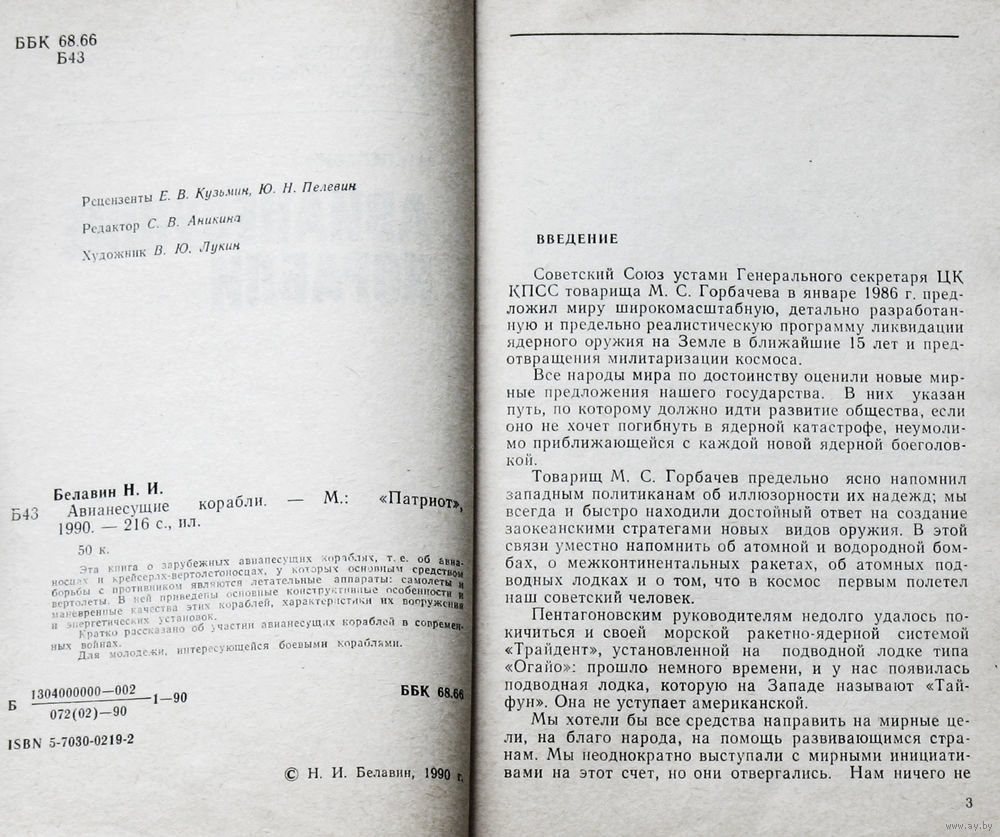 ББК 68.66
Б43
Рецензенты Е. В. Кузьмин, Ю. Н. Пелевин
Редактор С. В. Аникина
Художник В. Ю. Лукин
Белавин Н. И.
Б43 Авианесущие корабли. — М.: «Патриот»,
1990. — 216 с., ил.
50 к.
Эта книга о зарубежных авианесущих кораблях, т. е. об авиа-
носцах и крейсерах-вертолетоносцах, у которых основным средством
борьбы с противником являются летательные аппараты: самолеты и
вертолеты. В ней приведены основные конструктивные особенности и
маневренные качества этих кораблей, характеристики их вооружения
и энергетических установок.
Кратко рассказано об участии авианесущих кораблей в современ-
ных войнах.
Для молодежи, интересующейся боевыми кораблями.
Б 1304000000—002
072(02)—90 1—90
ББК 68.66
ISBN 5-7030-0219-2
© Н. И. Белавин, 1990 г.
ВВЕДЕНИЕ
Советский Союз устами Генерального секретаря ЦК
КПСС товарища М. С. Горбачева в январе 1986 г. пред-
ложил миру широкомасштабную, детально разработан-
ную и предельно реалистическую программу ликвидации
ядерного оружия на Земле в ближайшие 15 лет и пред-
отвращения милитаризации космоса.
Все народы мира по достоинству оценили новые мир-
ные предложения нашего государства. В них указан
путь, по которому должно идти развитие общества, если
оно не хочет погибнуть в ядерной катастрофе, неумоли-
мо приближающейся с каждой новой ядерной боеголов-
кой.
Товарищ М. С. Горбачев предельно ясно напомнил
западным политиканам об иллюзорности их надежд; мы
всегда и быстро находили достойный ответ на создание
заокеанскими стратегами новых видов оружия. В этой
связи уместно напомнить об атомной и водородной бом-
бах, о межконтинентальных ракетах, об атомных под-
водных лодках и о том, что в космос первым полетел
наш советский человек.
Пентагоновским руководителям недолго удалось по-
кичиться и своей морской ракетно-ядерной системой
«Трайдент», установленной на подводной лодке типа
«Огайо»: прошло немного времени, и у нас появилась
подводная лодка, которую на Западе называют «Тай-
фун». Она не уступает американской.
Мы хотели бы все средства направить на мирные це-
ли, на благо народа, на помощь развивающимся стра-
нам. Мы неоднократно выступали с мирными инициати-
вами на этот счет, но они отвергались. Нам ничего не
3
www.ay.by